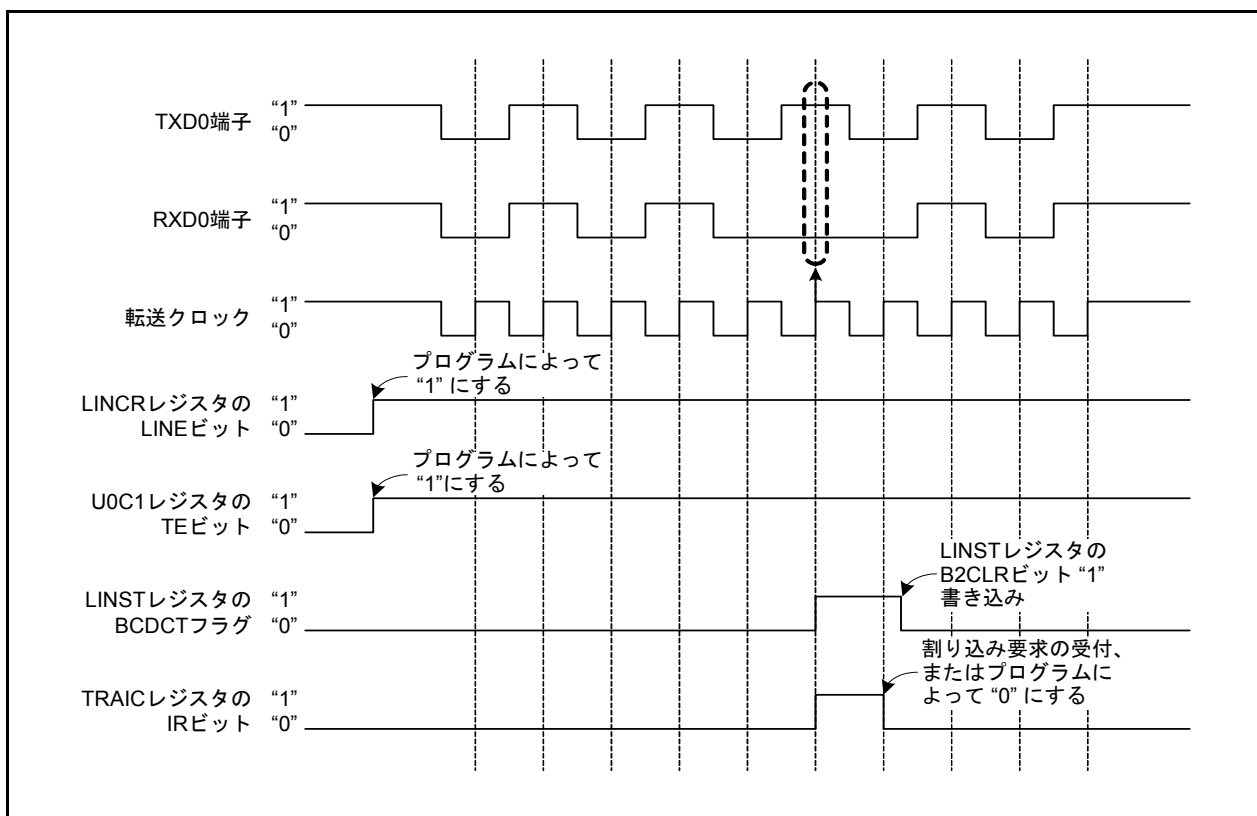 TXD0端子 “1”
“0”
RXD0端子 “1”
“0”
転送クロック “1”
“0”
プログラムによって
“1” にする
LINCRレジスタの “1”
LINEビット “0”
プログラムによって
“1”にする
U0C1レジスタの “1”
TEビット “0”
LINSTレジスタの
B2CLRビット “1”
書き込み
LINSTレジスタの “1”
BCDCTフラグ “0”
割り込み要求の受付、
またはプログラムに
よって “0” にする
TRAICレジスタの “1”
IRビット “0”